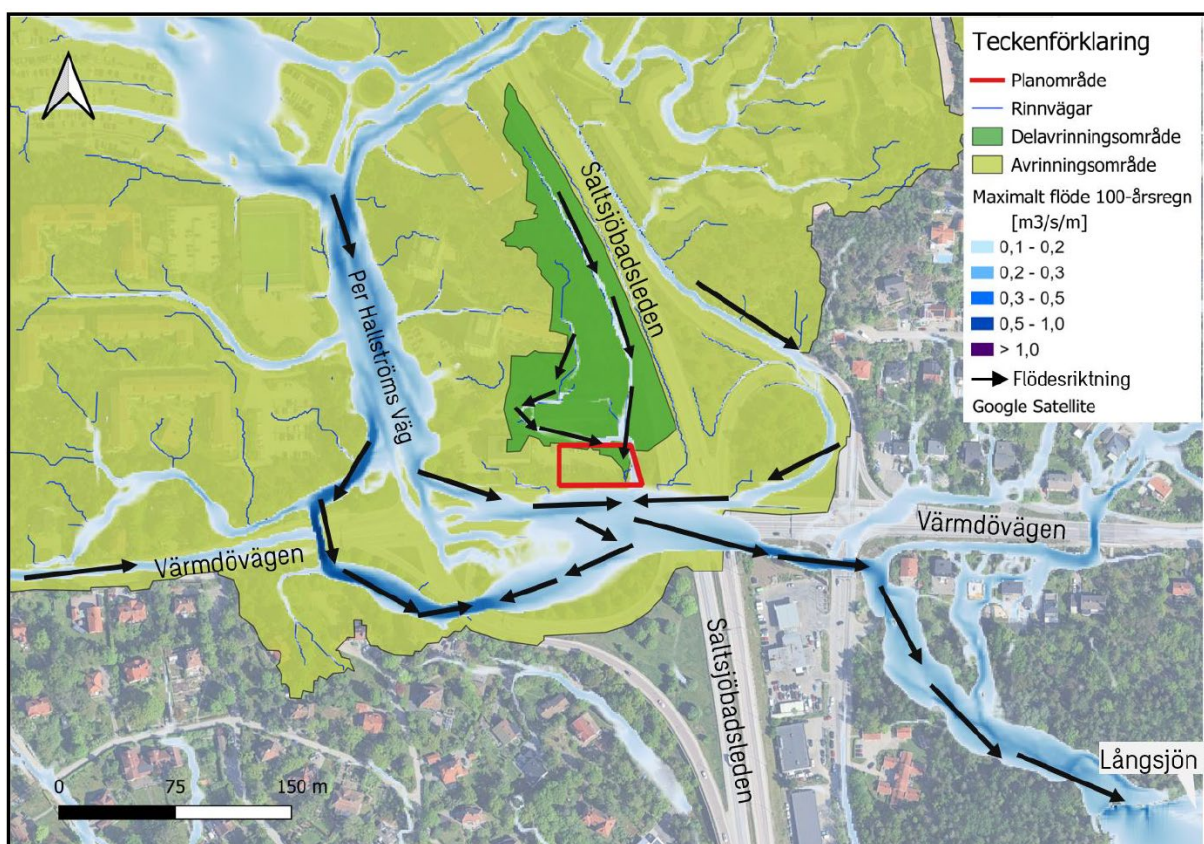 Teckenförklaring
Planområde
Rinnvägar
Delavrinningsområde
Avrinningsområde
Maximalt flöde 100-årsregn
[m3/s/m]
0,1 - 0,2
0,2 - 0,3
0,3 - 0,5
0,5 - 1,0
> 1,0
Flödesriktning
Google Satellite
Saltsjöbadsleden
Per Hallströms Väg
Värmdövägen
Värmdövägen
Saltsjöbadsleden
Långsjön
0 75 150 m